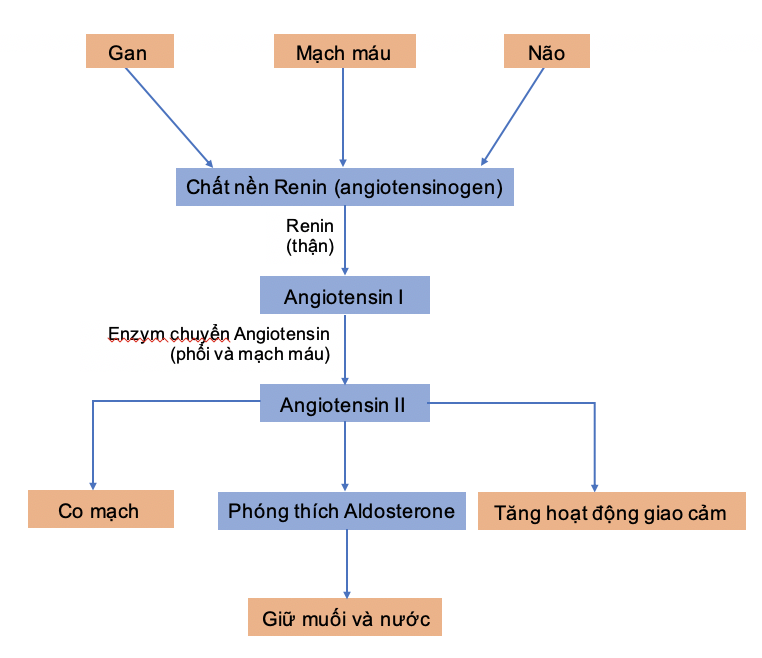 Gan
Mạch máu
Não
Chất nền Renin (angiotensinogen)
Renin
(thận)
Angiotensin I
Enzym chuyển Angiotensin
(phổi và mạch máu)
Angiotensin II
Co mạch
Phóng thích Aldosterone
Tăng hoạt động giao cảm
Giữ muối và nước